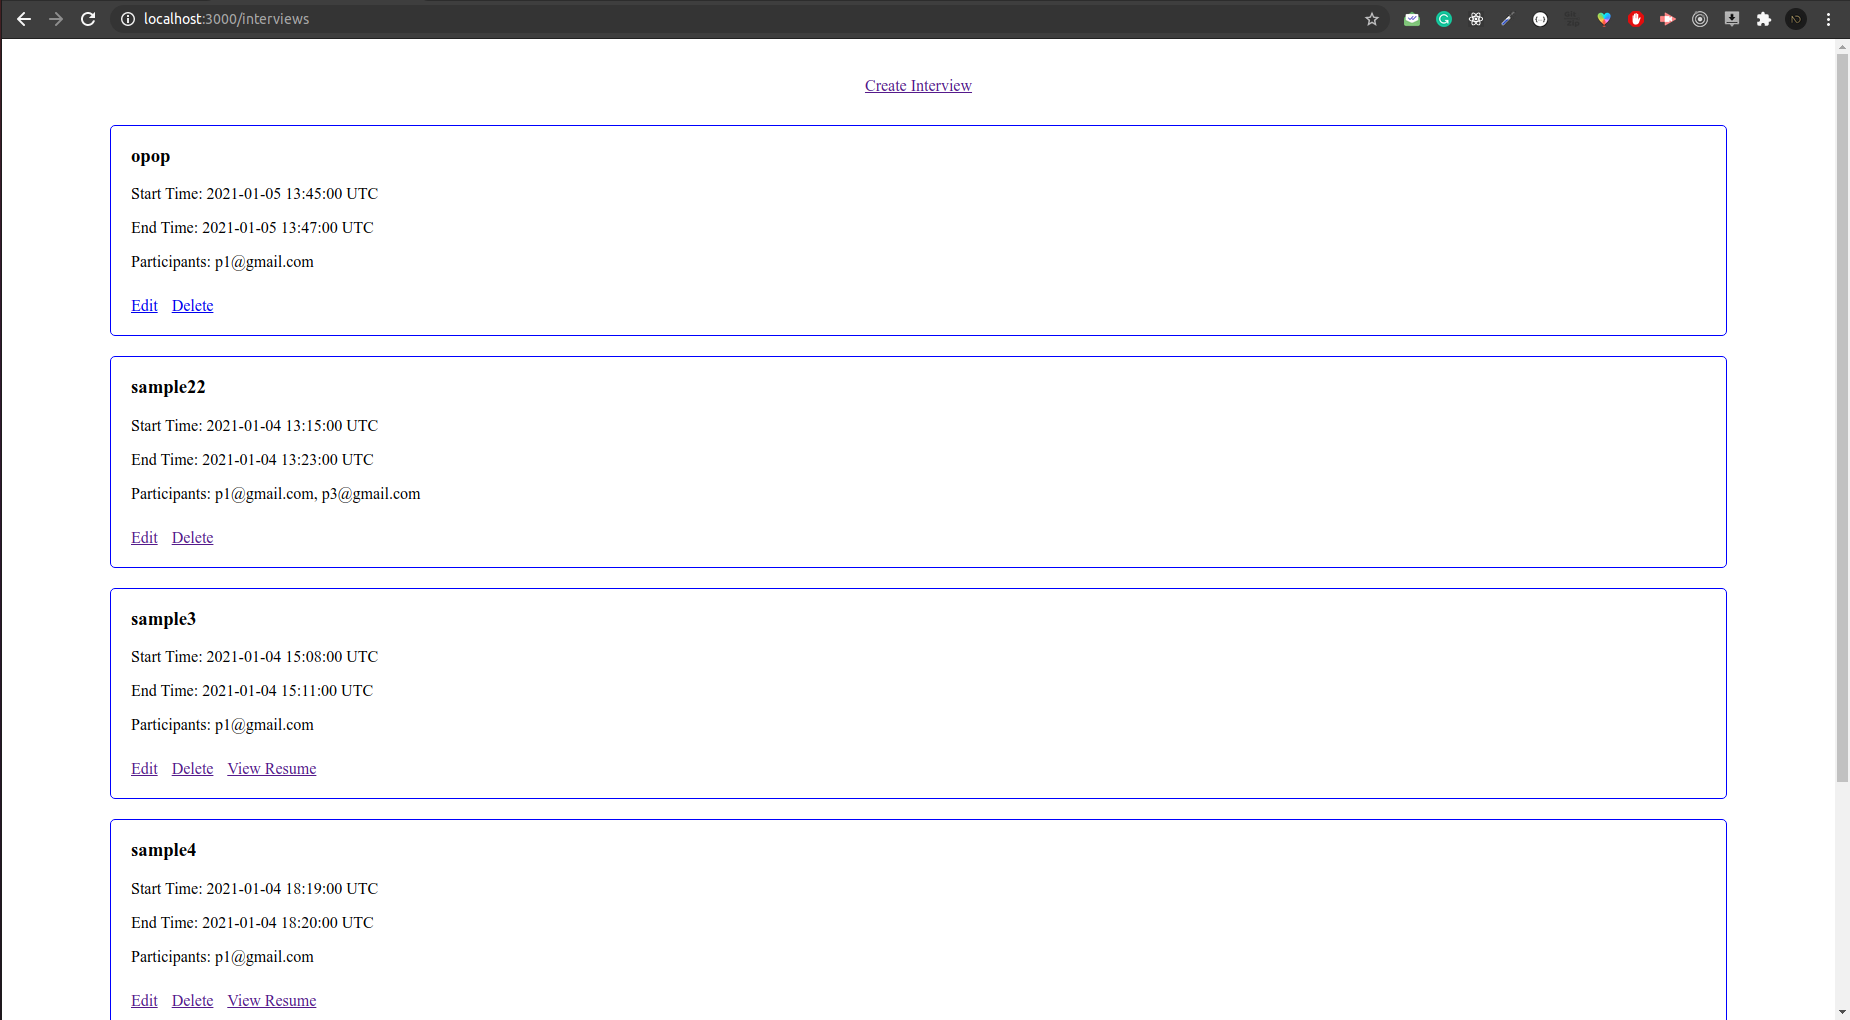 localhost:3000/interviews
Create Interview
opop
Start Time: 2021-01-05 13:45:00 UTC
End Time: 2021-01-05 13:47:00 UTC
Participants: p1@gmail.com
Edit Delete
sample22
Start Time: 2021-01-04 13:15:00 UTC
End Time: 2021-01-04 13:23:00 UTC
Participants: p1@gmail.com, p3@gmail.com
Edit Delete
sample3
Start Time: 2021-01-04 15:08:00 UTC
End Time: 2021-01-04 15:11:00 UTC
Participants: p1@gmail.com
Edit Delete View Resume
sample4
Start Time: 2021-01-04 18:19:00 UTC
End Time: 2021-01-04 18:20:00 UTC
Participants: p1@gmail.com
Edit Delete View Resume